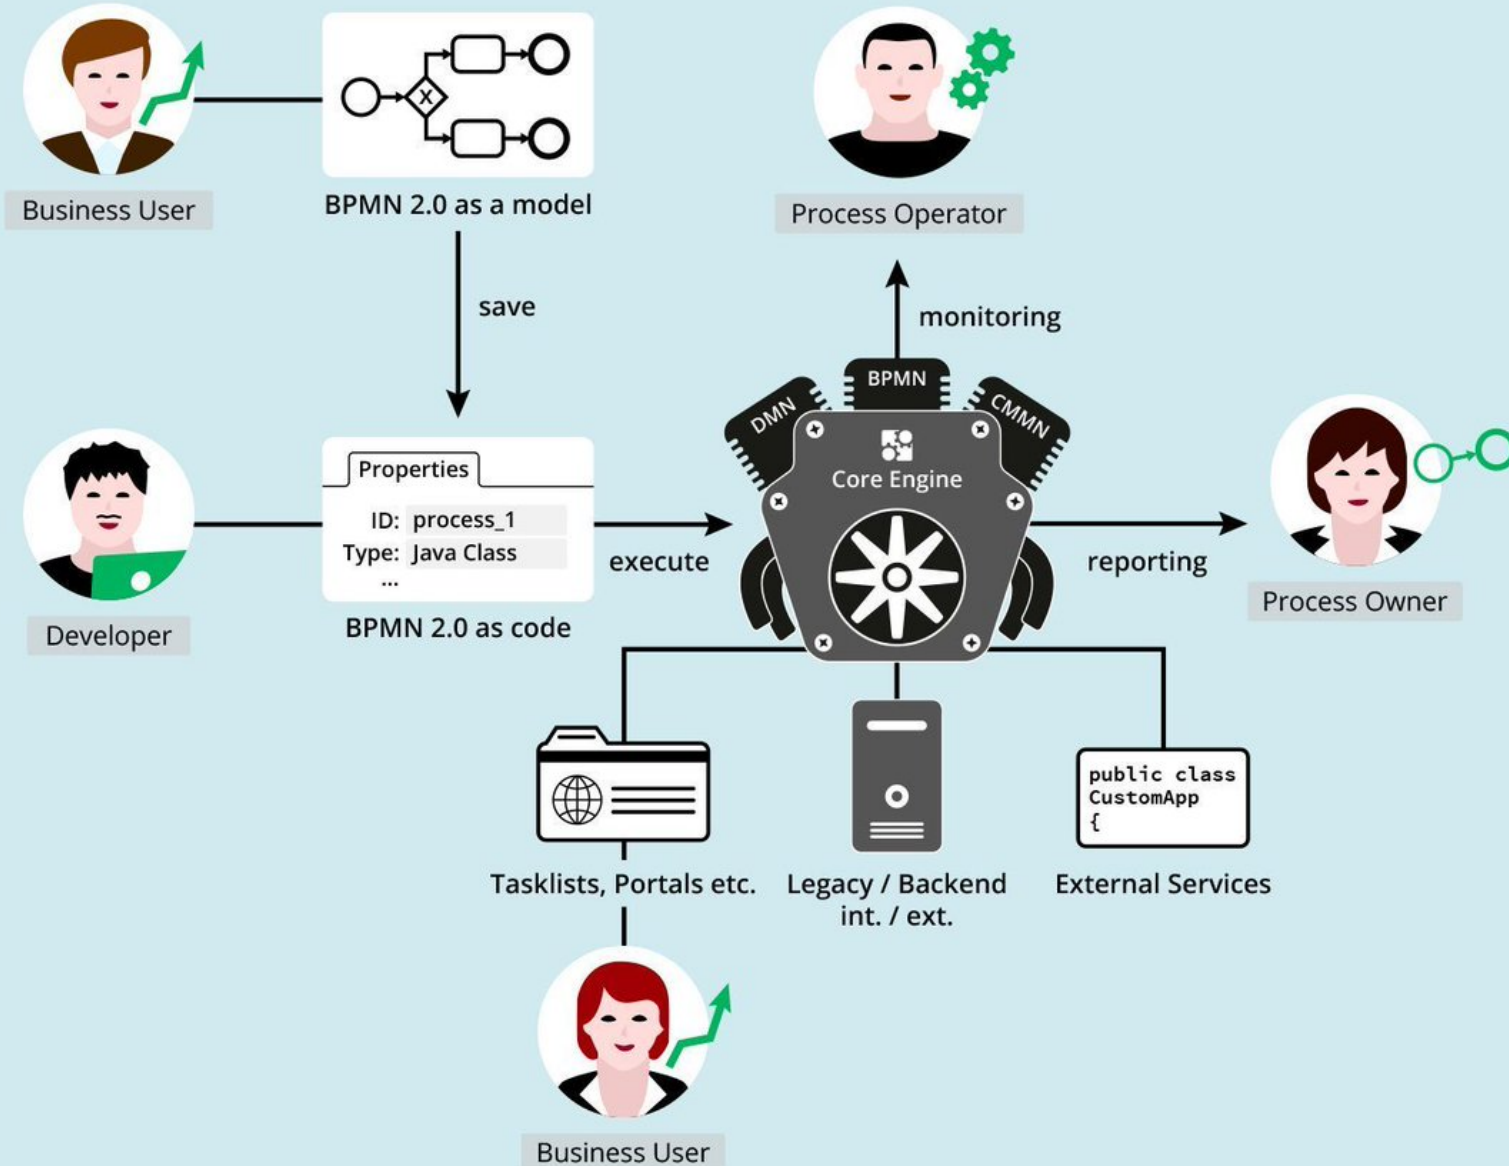 Business User
BPMN 2.0 as a model
Process Operator
save
monitoring
DMN
BPMN
CMMN
Core Engine
Properties
ID: process_1
Type: Java Class
...
execute
reporting
Developer
BPMN 2.0 as code
Process Owner
public class
CustomApp
{
Tasklists, Portals etc.
Legacy / Backend
int. / ext.
External Services
Business User
X